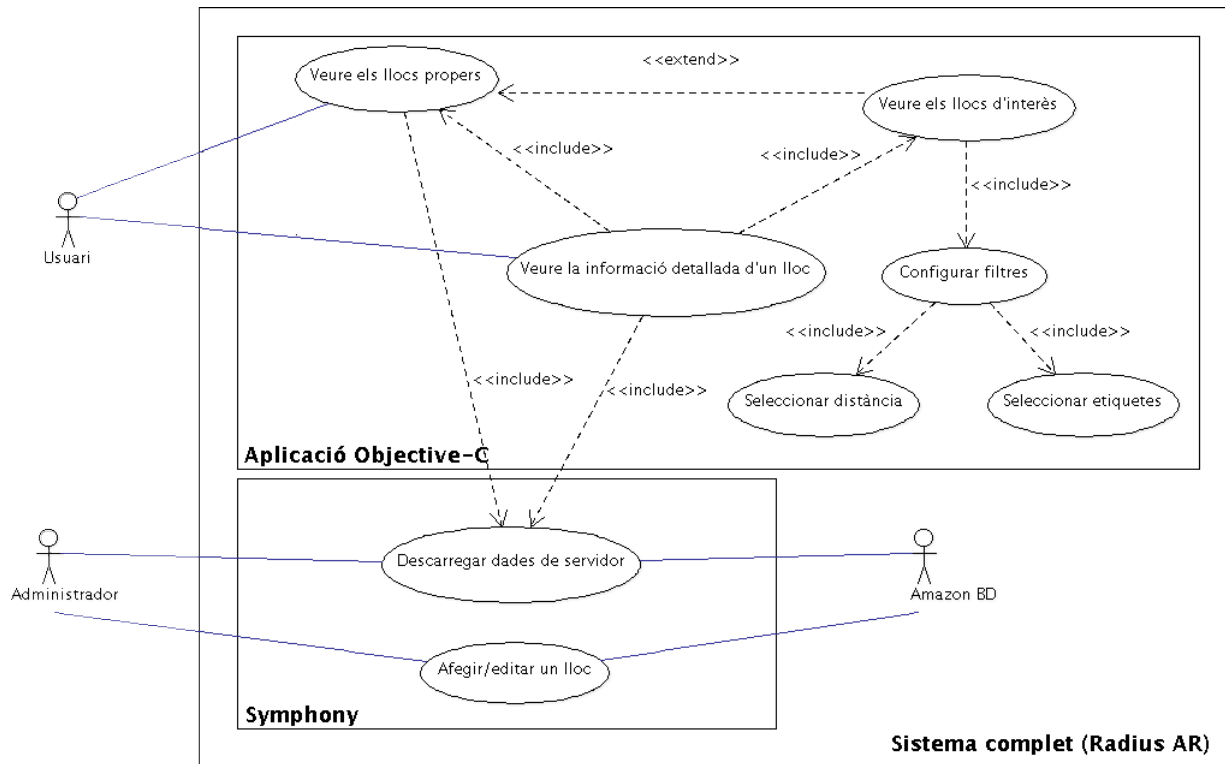 <<extend>>
Veure els llocs propers
Veure els llocs d'interès
<<include>>
<<include>>
<<include>>
Usuari
Veure la informació detallada d'un lloc
Configurar filtres
<<include>>
<<include>>
<<include>>
<<include>>
Seleccionar distància
Seleccionar etiquetes
Aplicació Objective-C
Descarregar dades de servidor
Administrador
Amazon BD
Afegir/editar un lloc
Symphony
Sistema complet (Radius AR)